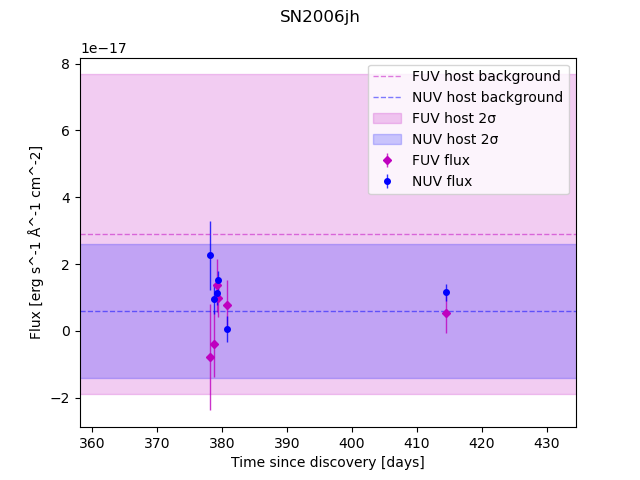 SN2006jh
1e−17
8
6
4
2
0
−2
Flux [erg s^-1 Å^-1 cm^-2]
FUV host background
NUV host background
FUV host 2σ
NUV host 2σ
FUV flux
NUV flux
360 370 380 390 400 410 420 430
Time since discovery [days]